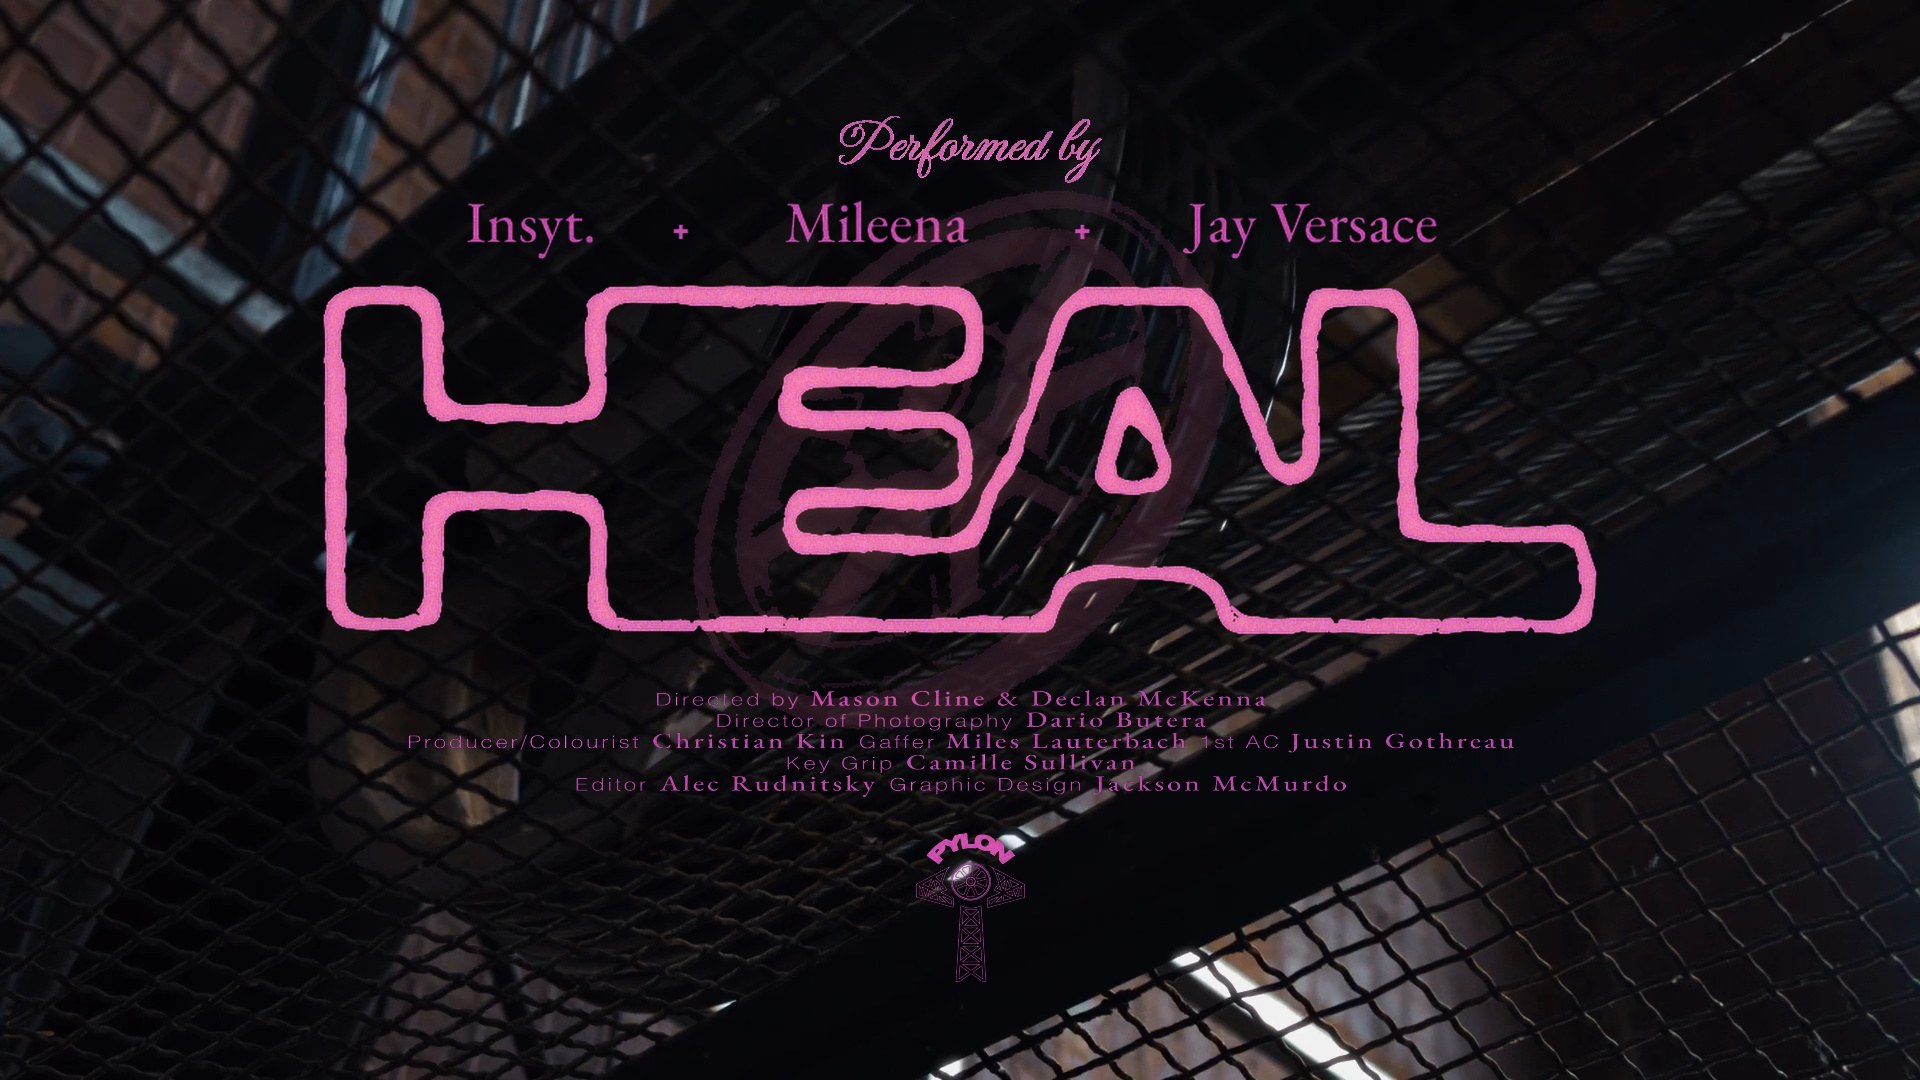 Performed by
Insyt. + Mileena + Jay Versace
HEAL
Directed by Mason Cline & Declan McKenna
Director of Photography Dario Butera
Producer/Colourist Christian Kin Gaffer Miles Lauterbach 1st AC Justin Gothreau
Key Grip Camille Sullivan
Editor Alec Rudnitsky Graphic Design Jackson McMurdo
PYLON